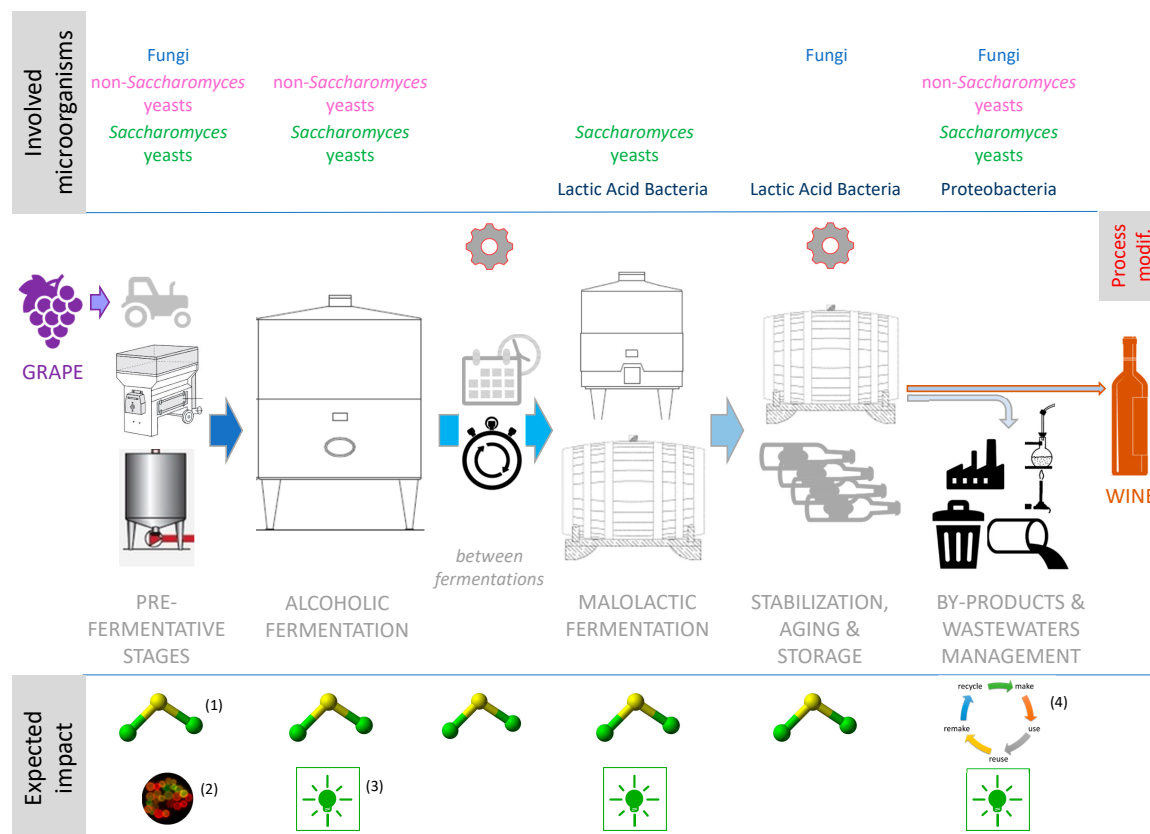 Involved
microorganisms
Fungi
non-Saccharomyces
yeasts
Saccharomyces
yeasts
non-Saccharomyces
yeasts
Saccharomyces
yeasts
Saccharomyces
yeasts
Lactic Acid Bacteria
Fungi
Lactic Acid Bacteria
Fungi
non-Saccharomyces
yeasts
Saccharomyces
yeasts
Proteobacteria
Process
modif.
GRAPE
WINE
between
fermentations
PRE-
FERMENTATIVE
STAGES
ALCOHOLIC
FERMENTATION
MALOLACTIC
FERMENTATION
STABILIZATION,
AGING &
STORAGE
BY-PRODUCTS &
WASTEWATERS
MANAGEMENT
Expected
impact
(1)
(2)
(3)
recycle
make
(4)
remake
use
reuse